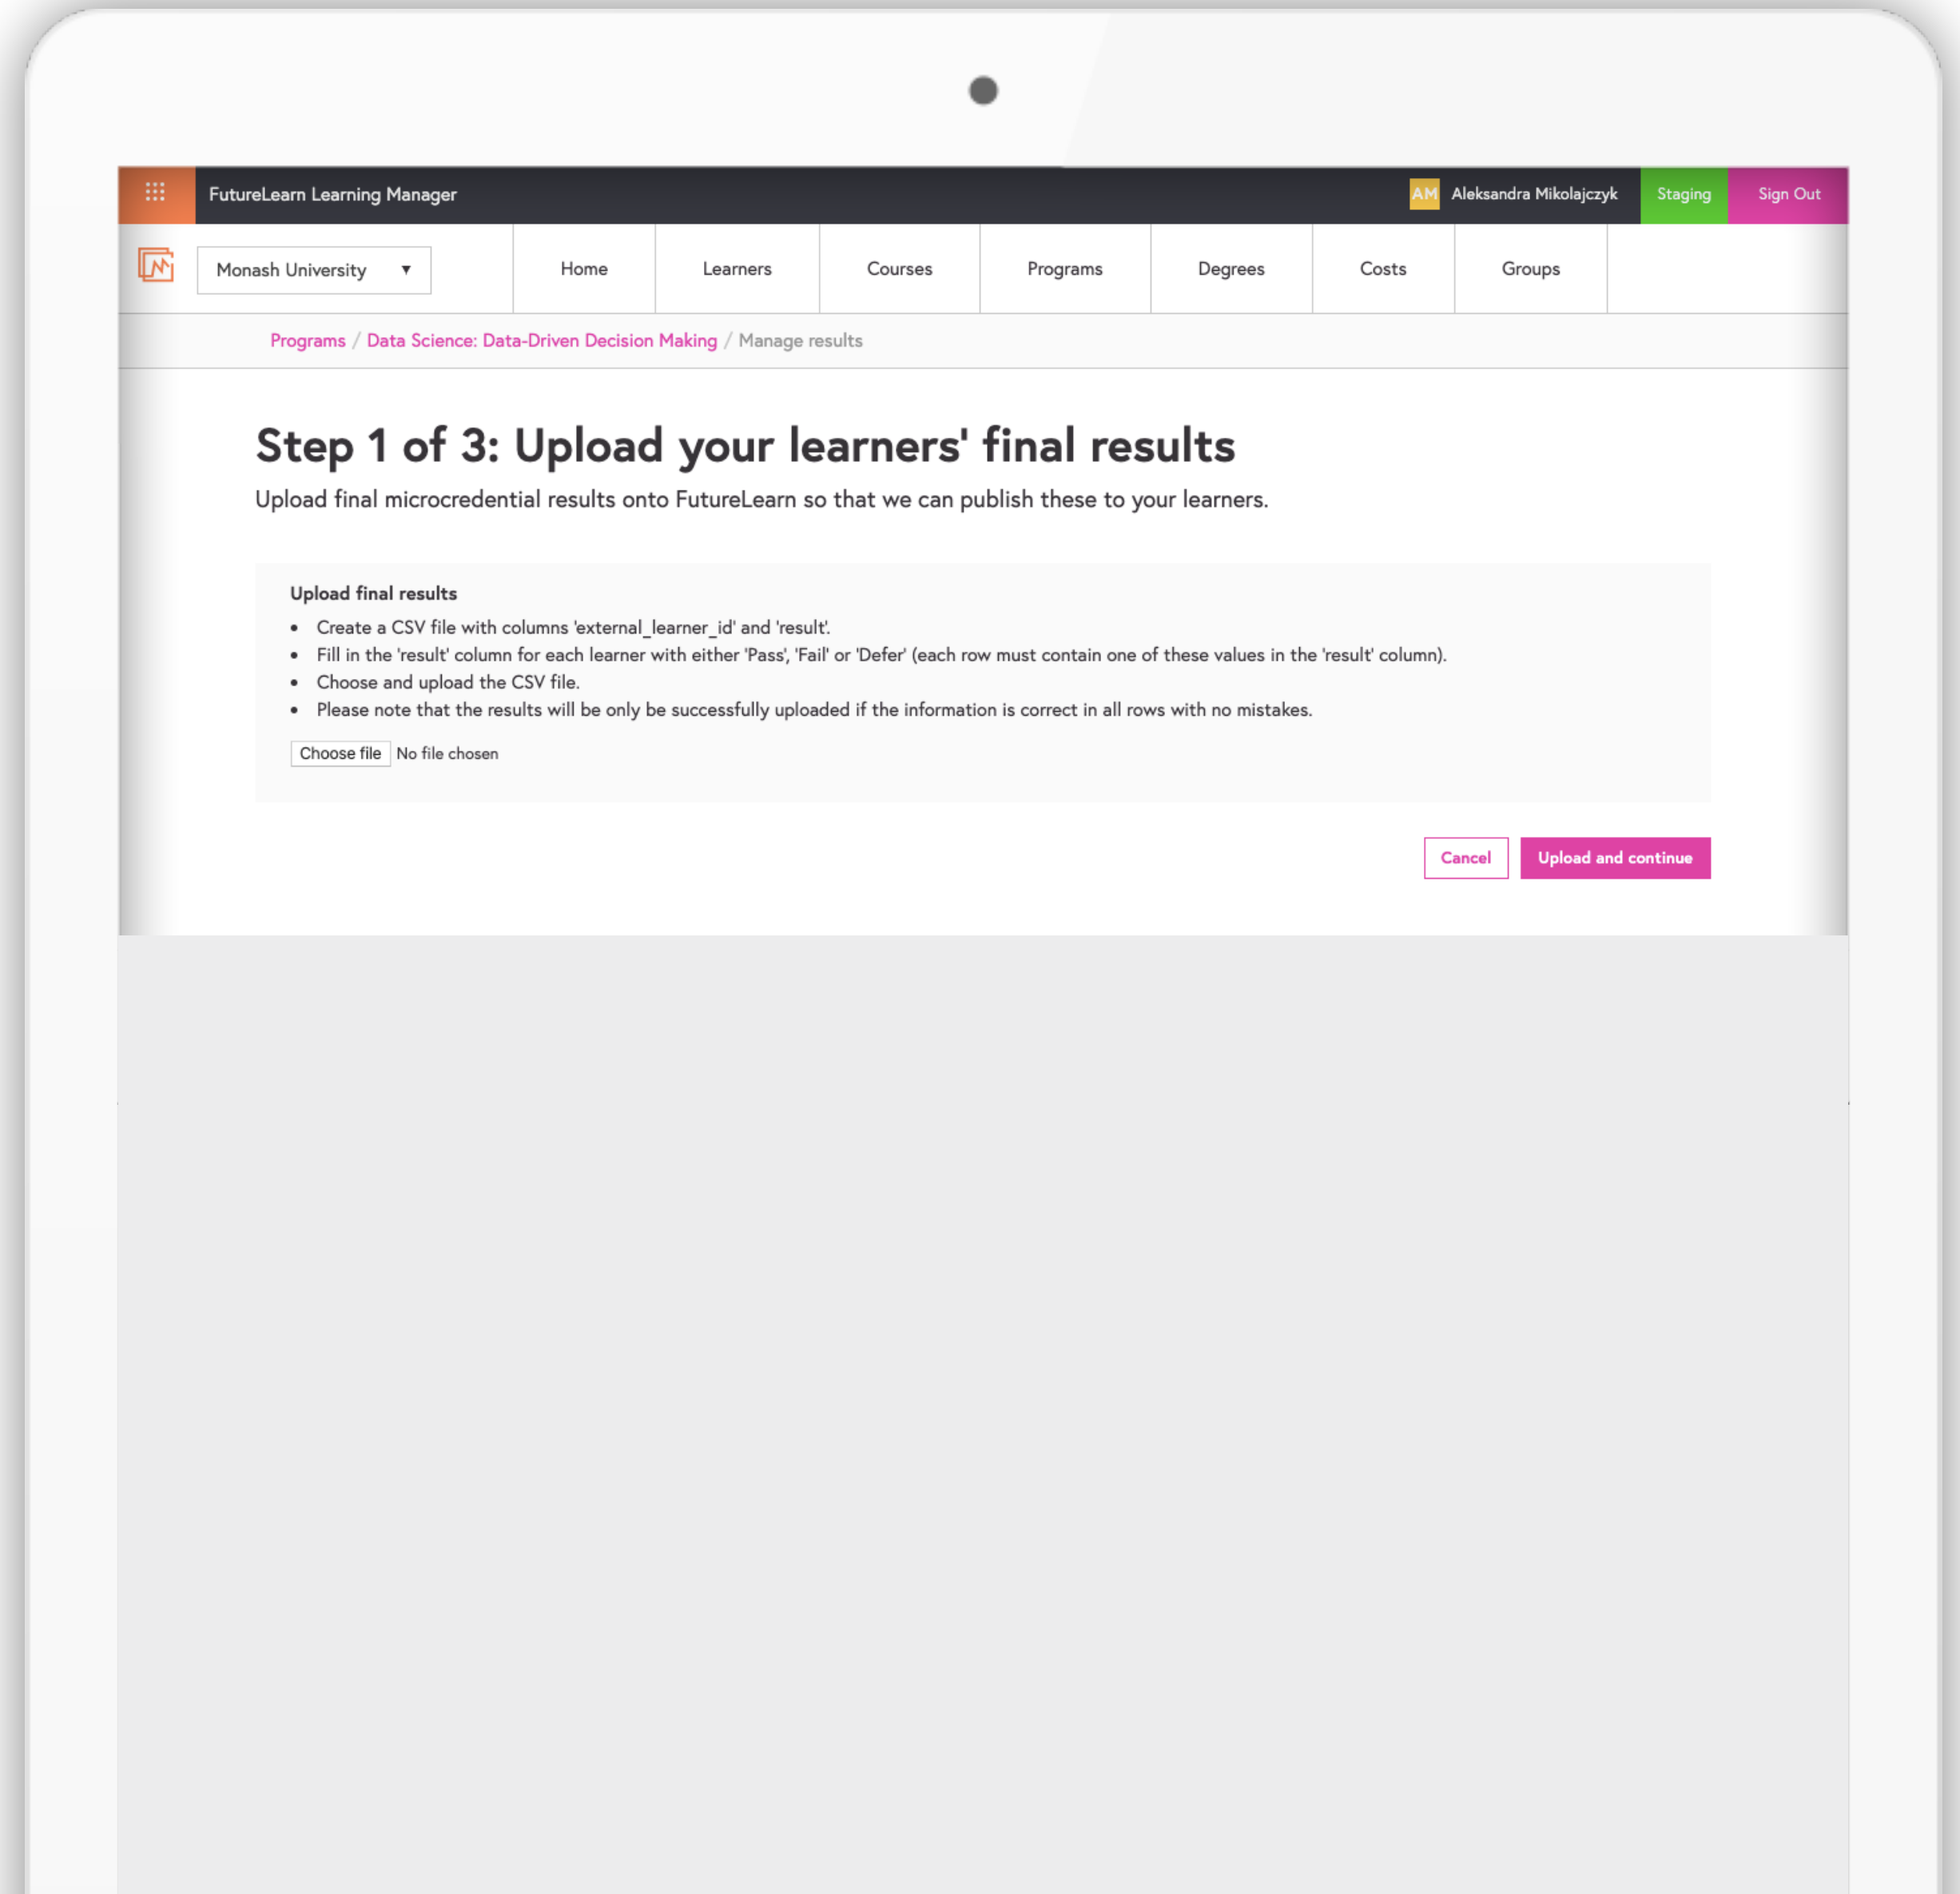 FutureLearn Learning Manager
AM Aleksandra Mikolajczyk Staging Sign Out
Monash University ▼ Home Learners Courses Programs Degrees Costs Groups
Programs / Data Science: Data-Driven Decision Making / Manage results
Step 1 of 3: Upload your learners' final results
Upload final microcredential results onto FutureLearn so that we can publish these to your learners.
Upload final results
• Create a CSV file with columns 'external_learner_id' and 'result'.
• Fill in the 'result' column for each learner with either 'Pass', 'Fail' or 'Defer' (each row must contain one of these values in the 'result' column).
• Choose and upload the CSV file.
• Please note that the results will be only be successfully uploaded if the information is correct in all rows with no mistakes.
Choose file No file chosen
Cancel Upload and continue